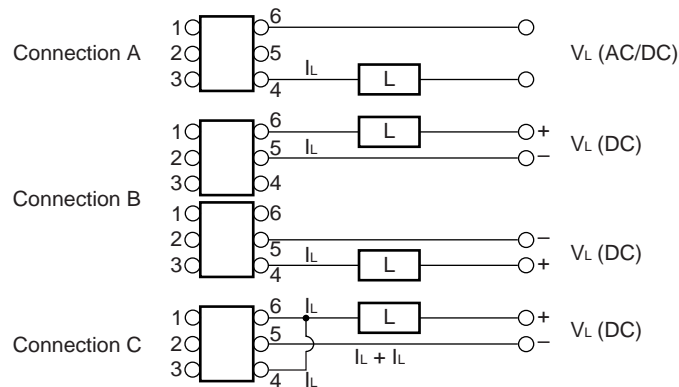 Connection A
1 6
2 5
3 4
IL L
VL (AC/DC)
Connection B
1 6
2 5
3 4
IL L
+
−
VL (DC)
1 6
2 5
3 4
IL L
−
+
VL (DC)
Connection C
1 6
2 5
3 4
IL L
IL + IL
IL
+
−
VL (DC)